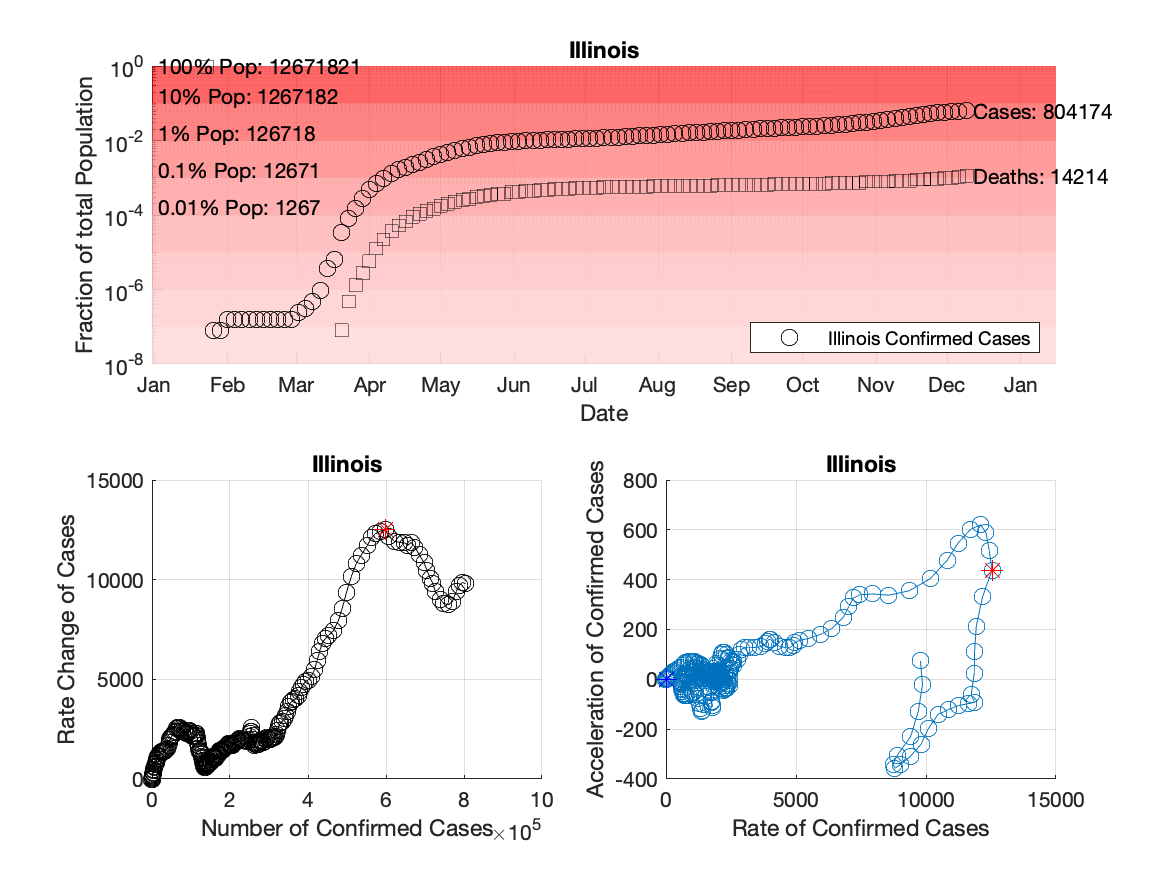 Illinois
10^0
10^-2
10^-4
10^-6
10^-8
Fraction of total Population
100% Pop: 12671821
10% Pop: 1267182
1% Pop: 126718
0.1% Pop: 12671
0.01% Pop: 1267
Cases: 804174
Deaths: 14214
Illinois Confirmed Cases
Jan Feb Mar Apr May Jun Jul Aug Sep Oct Nov Dec Jan
Date
Illinois
15000
10000
5000
0
Rate Change of Cases
0 2 4 6 8 10
Number of Confirmed Cases ×10^5
Illinois
800
600
400
200
0
-200
-400
Acceleration of Confirmed Cases
0 5000 10000 15000
Rate of Confirmed Cases